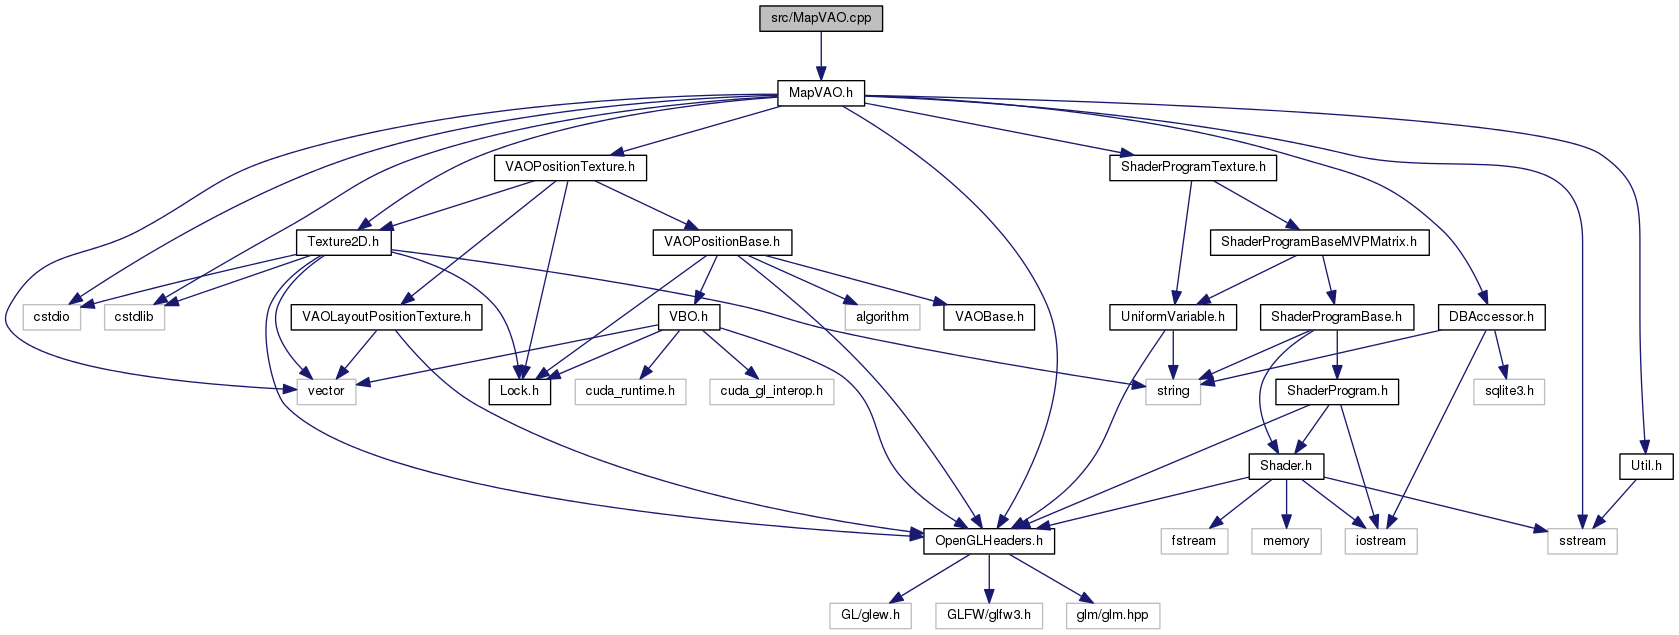 src/MapVAO.cpp
MapVAO.h
VAOPositionTexture.h
ShaderProgramTexture.h
Texture2D.h
VAOPositionBase.h
ShaderProgramBaseMVPMatrix.h
cstdio
cstdlib
VAOLayoutPositionTexture.h
VBO.h
algorithm
VAOBase.h
UniformVariable.h
ShaderProgramBase.h
DBAccessor.h
vector
Lock.h
cuda_runtime.h
cuda_gl_interop.h
string
ShaderProgram.h
sqlite3.h
Shader.h
Util.h
OpenGLHeaders.h
fstream
memory
iostream
sstream
GL/glew.h
GLFW/glfw3.h
glm/glm.hpp